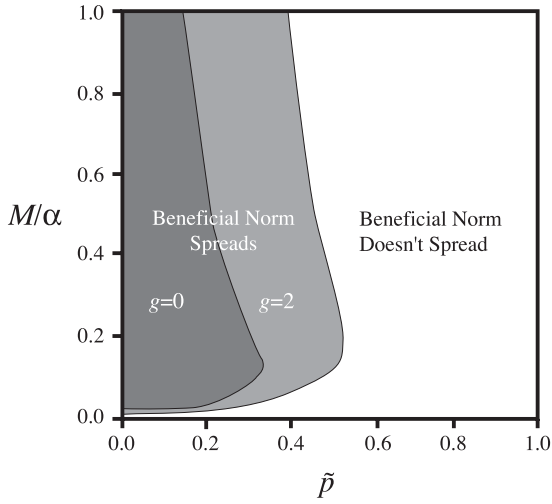 1.0
0.8
0.6
M/α
0.4
0.2
0.0
Beneficial Norm
Spreads
Beneficial Norm
Doesn't Spread
g=0
g=2
0.0 0.2 0.4 0.6 0.8 1.0
p̃